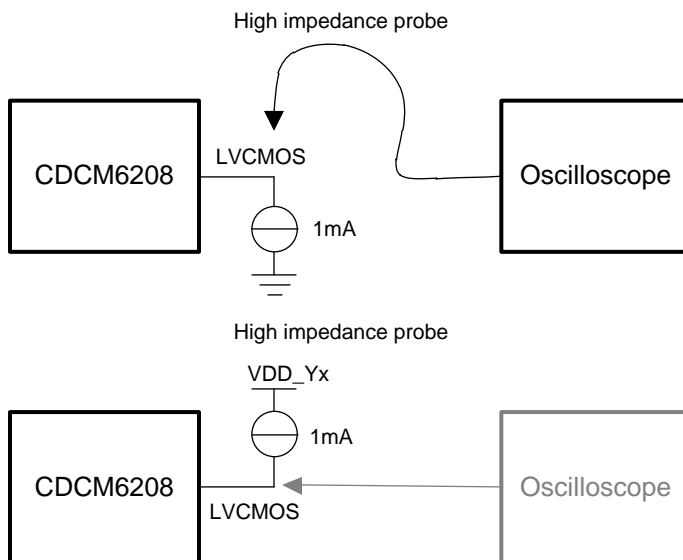 High impedance probe
CDCM6208
LVCMOS
Oscilloscope
1mA
High impedance probe
VDD_Yx
1mA
CDCM6208
LVCMOS
Oscilloscope